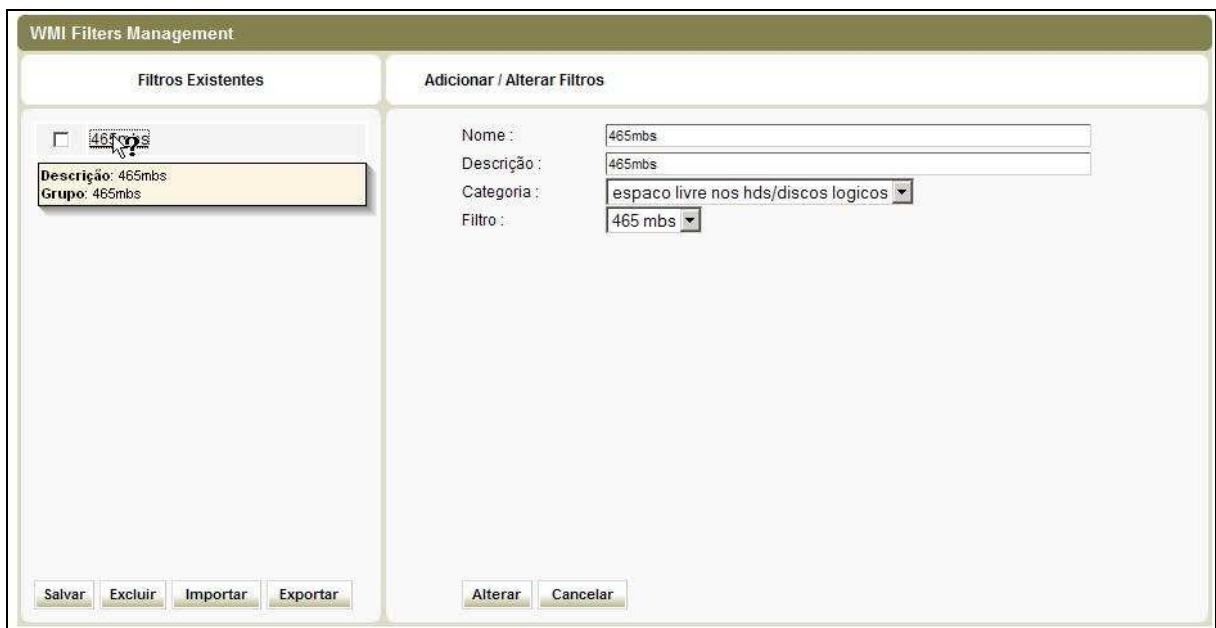 WMI Filters Management
Filtros Existentes
Adicionar / Alterar Filtros
465mbs
Descrição: 465mbs
Grupo: 465mbs
Nome : 465mbs
Descrição : 465mbs
Categoria : espaco livre nos hds/discos logicos
Filtro : 465 mbs
Salvar Excluir Importar Exportar
Alterar Cancelar